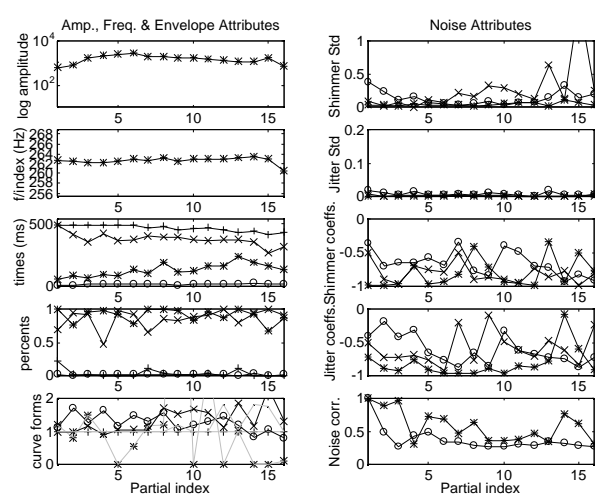 Amp., Freq. & Envelope Attributes
log amplitude
10^4
10^2
5 10 15
f/index (Hz)
268
266
264
262
260
258
256
5 10 15
times (ms)
500
0
5 10 15
percents
1
0.5
0
5 10 15
curve forms
2
1
0
5 10 15
Partial index
Noise Attributes
Shimmer Std
1
0.5
0
5 10 15
Jitter Std
0.2
0.1
0
5 10 15
Shimmer coeffs.
0
-0.5
-1
5 10 15
Jitter coeffs.
0
-0.5
-1
5 10 15
Noise corr.
1
0.5
0
5 10 15
Partial index